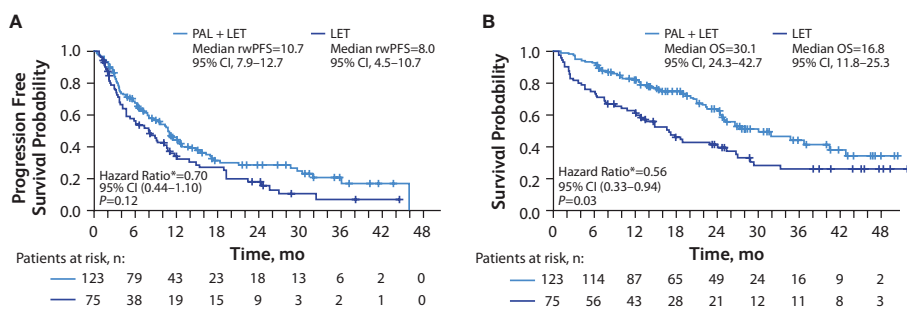 A
PAL + LET
Median rwPFS=10.7
95% CI, 7.9–12.7
LET
Median rwPFS=8.0
95% CI, 4.5–10.7
Progression Free
Survival Probability
1.0
0.8
0.6
0.4
0.2
0.0
Hazard Ratio*=0.70
95% CI (0.44–1.10)
P=0.12
0 6 12 18 24 30 36 42 48
Time, mo
Patients at risk, n:
123 79 43 23 18 13 6 2 0
75 38 19 15 9 3 2 1 0
B
PAL + LET
Median OS=30.1
95% CI, 24.3–42.7
LET
Median OS=16.8
95% CI, 11.8–25.3
Survival Probability
1.0
0.8
0.6
0.4
0.2
0.0
Hazard Ratio*=0.56
95% CI (0.33–0.94)
P=0.03
0 6 12 18 24 30 36 42 48
Time, mo
Patients at risk, n:
123 114 87 65 49 24 16 9 2
75 56 43 28 21 12 11 8 3